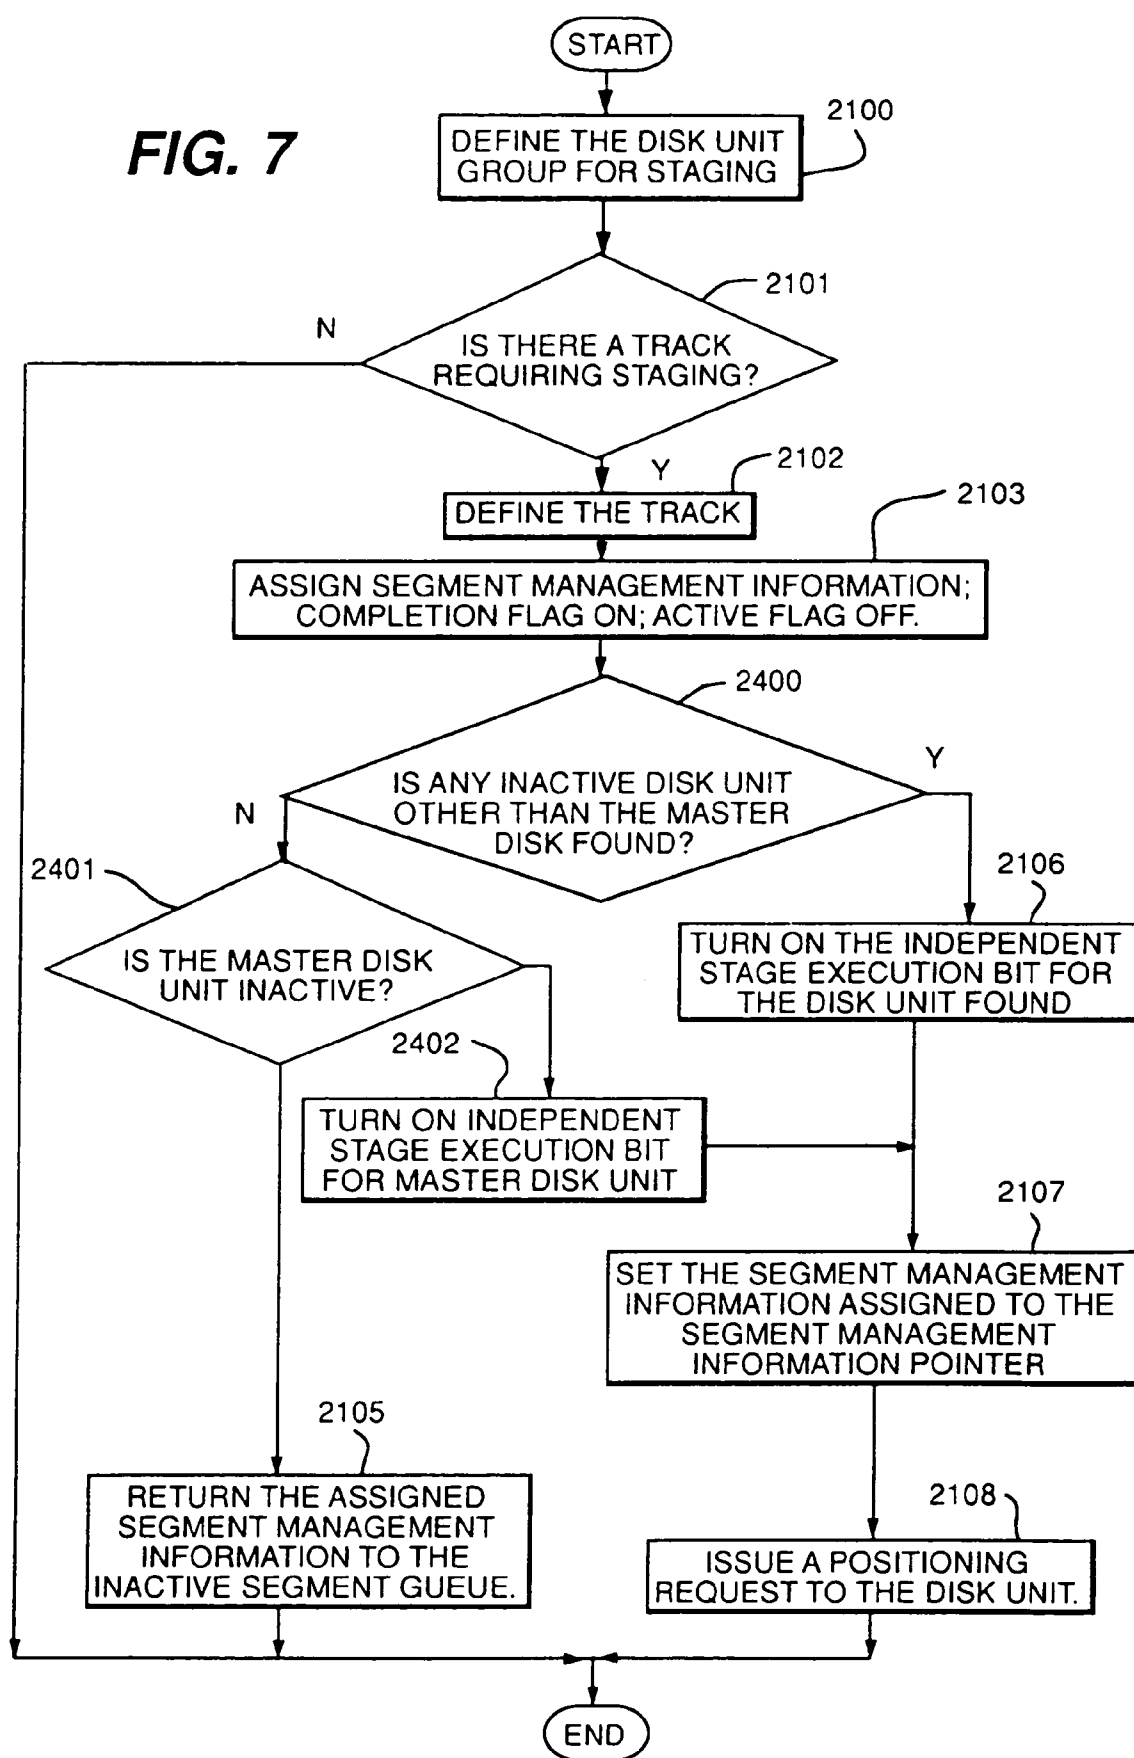 START
FIG. 7
2100
DEFINE THE DISK UNIT
GROUP FOR STAGING
2101
N
IS THERE A TRACK
REQUIRING STAGING?
Y
2102
DEFINE THE TRACK
2103
ASSIGN SEGMENT MANAGEMENT INFORMATION;
COMPLETION FLAG ON; ACTIVE FLAG OFF.
2400
IS ANY INACTIVE DISK UNIT
OTHER THAN THE MASTER
DISK FOUND?
Y
N
2401
IS THE MASTER DISK
UNIT INACTIVE?
2106
TURN ON THE INDEPENDENT
STAGE EXECUTION BIT FOR
THE DISK UNIT FOUND
2402
TURN ON INDEPENDENT
STAGE EXECUTION BIT
FOR MASTER DISK UNIT
2107
SET THE SEGMENT MANAGEMENT
INFORMATION ASSIGNED TO THE
SEGMENT MANAGEMENT
INFORMATION POINTER
2105
RETURN THE ASSIGNED
SEGMENT MANAGEMENT
INFORMATION TO THE
INACTIVE SEGMENT GUEUE.
2108
ISSUE A POSITIONING
REQUEST TO THE DISK UNIT.
END